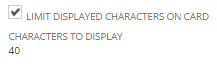 LIMIT DISPLAYED CHARACTERS ON CARD
CHARACTERS TO DISPLAY
40